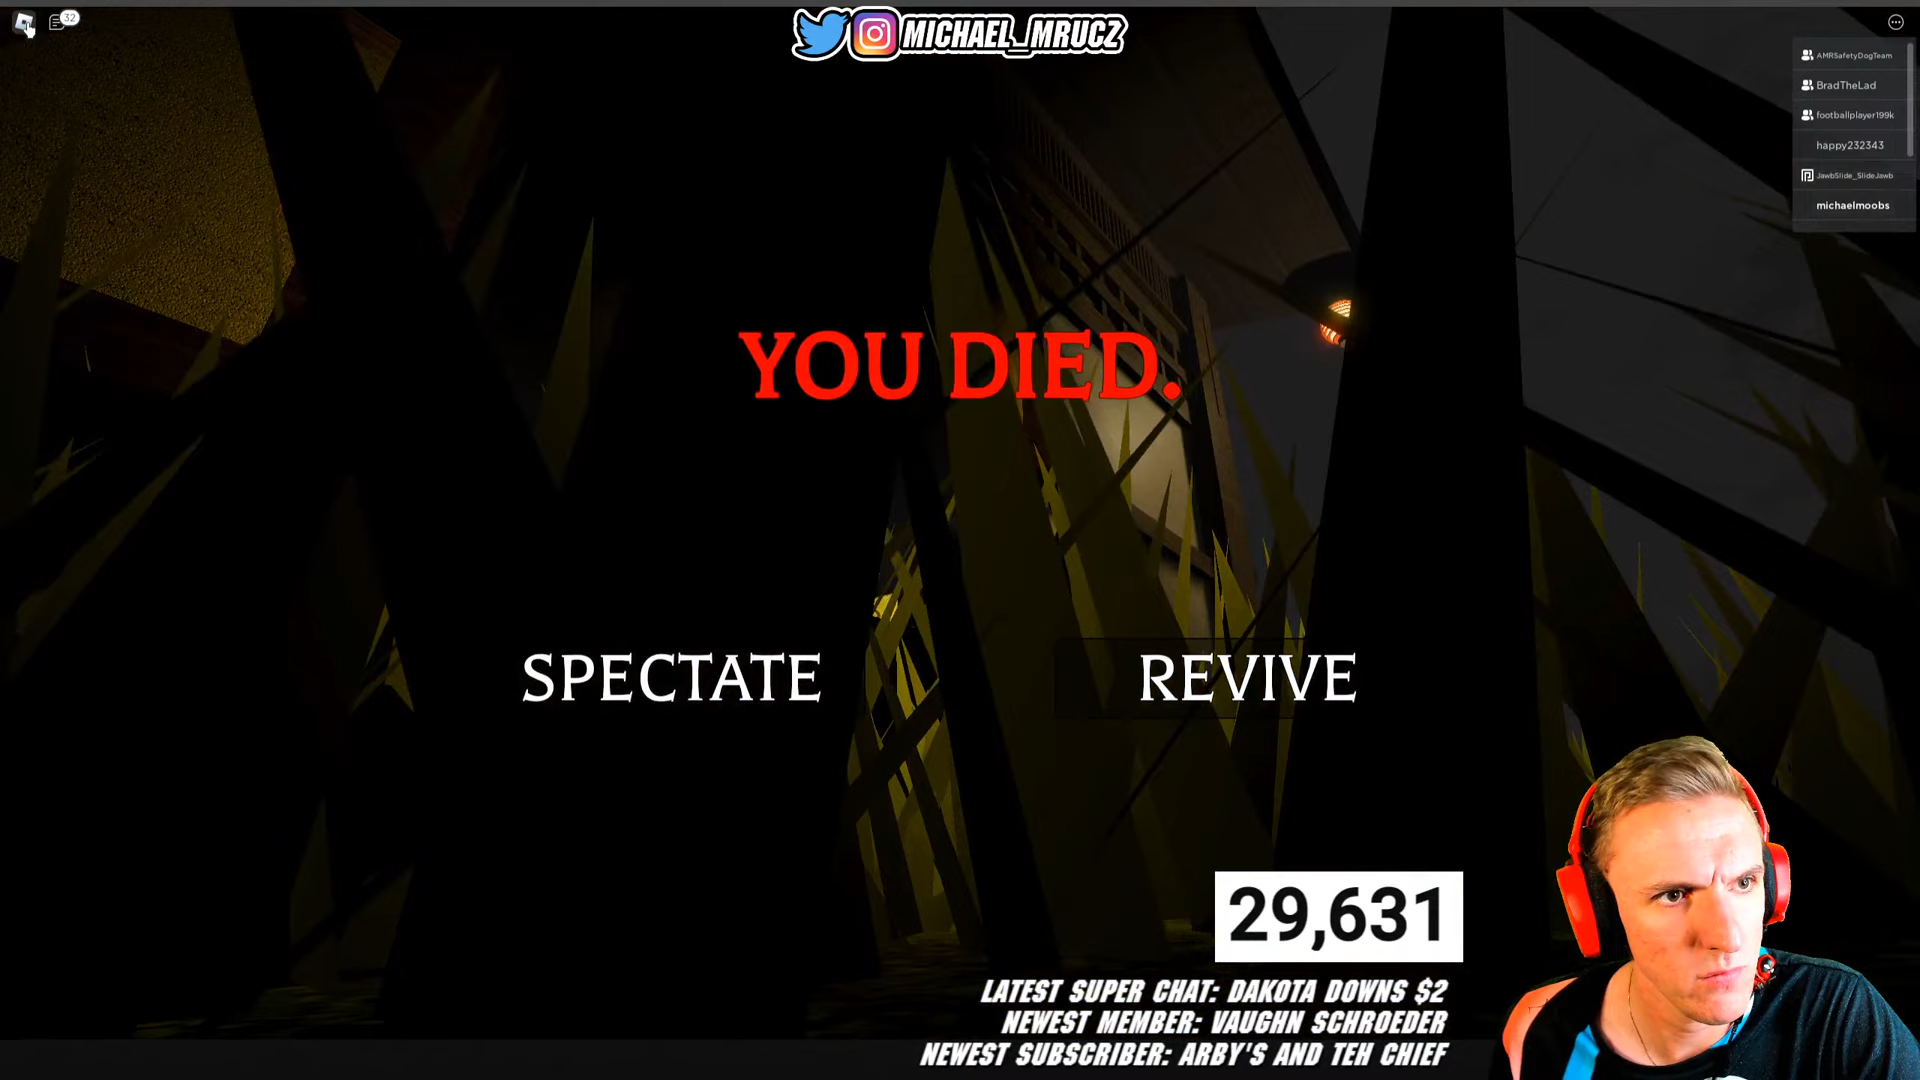 32
MICHAEL_MRUCZ
AMRSafetyDogTeam
BradTheLad
footballplayer199k
happy232343
JawbSlide_SlideJawb
michaelmoobs
YOU DIED.
SPECTATE
REVIVE
29,631
LATEST SUPER CHAT: DAKOTA DOWNS $2
NEWEST MEMBER: VAUGHN SCHROEDER
NEWEST SUBSCRIBER: ARBY'S AND TEH CHIEF